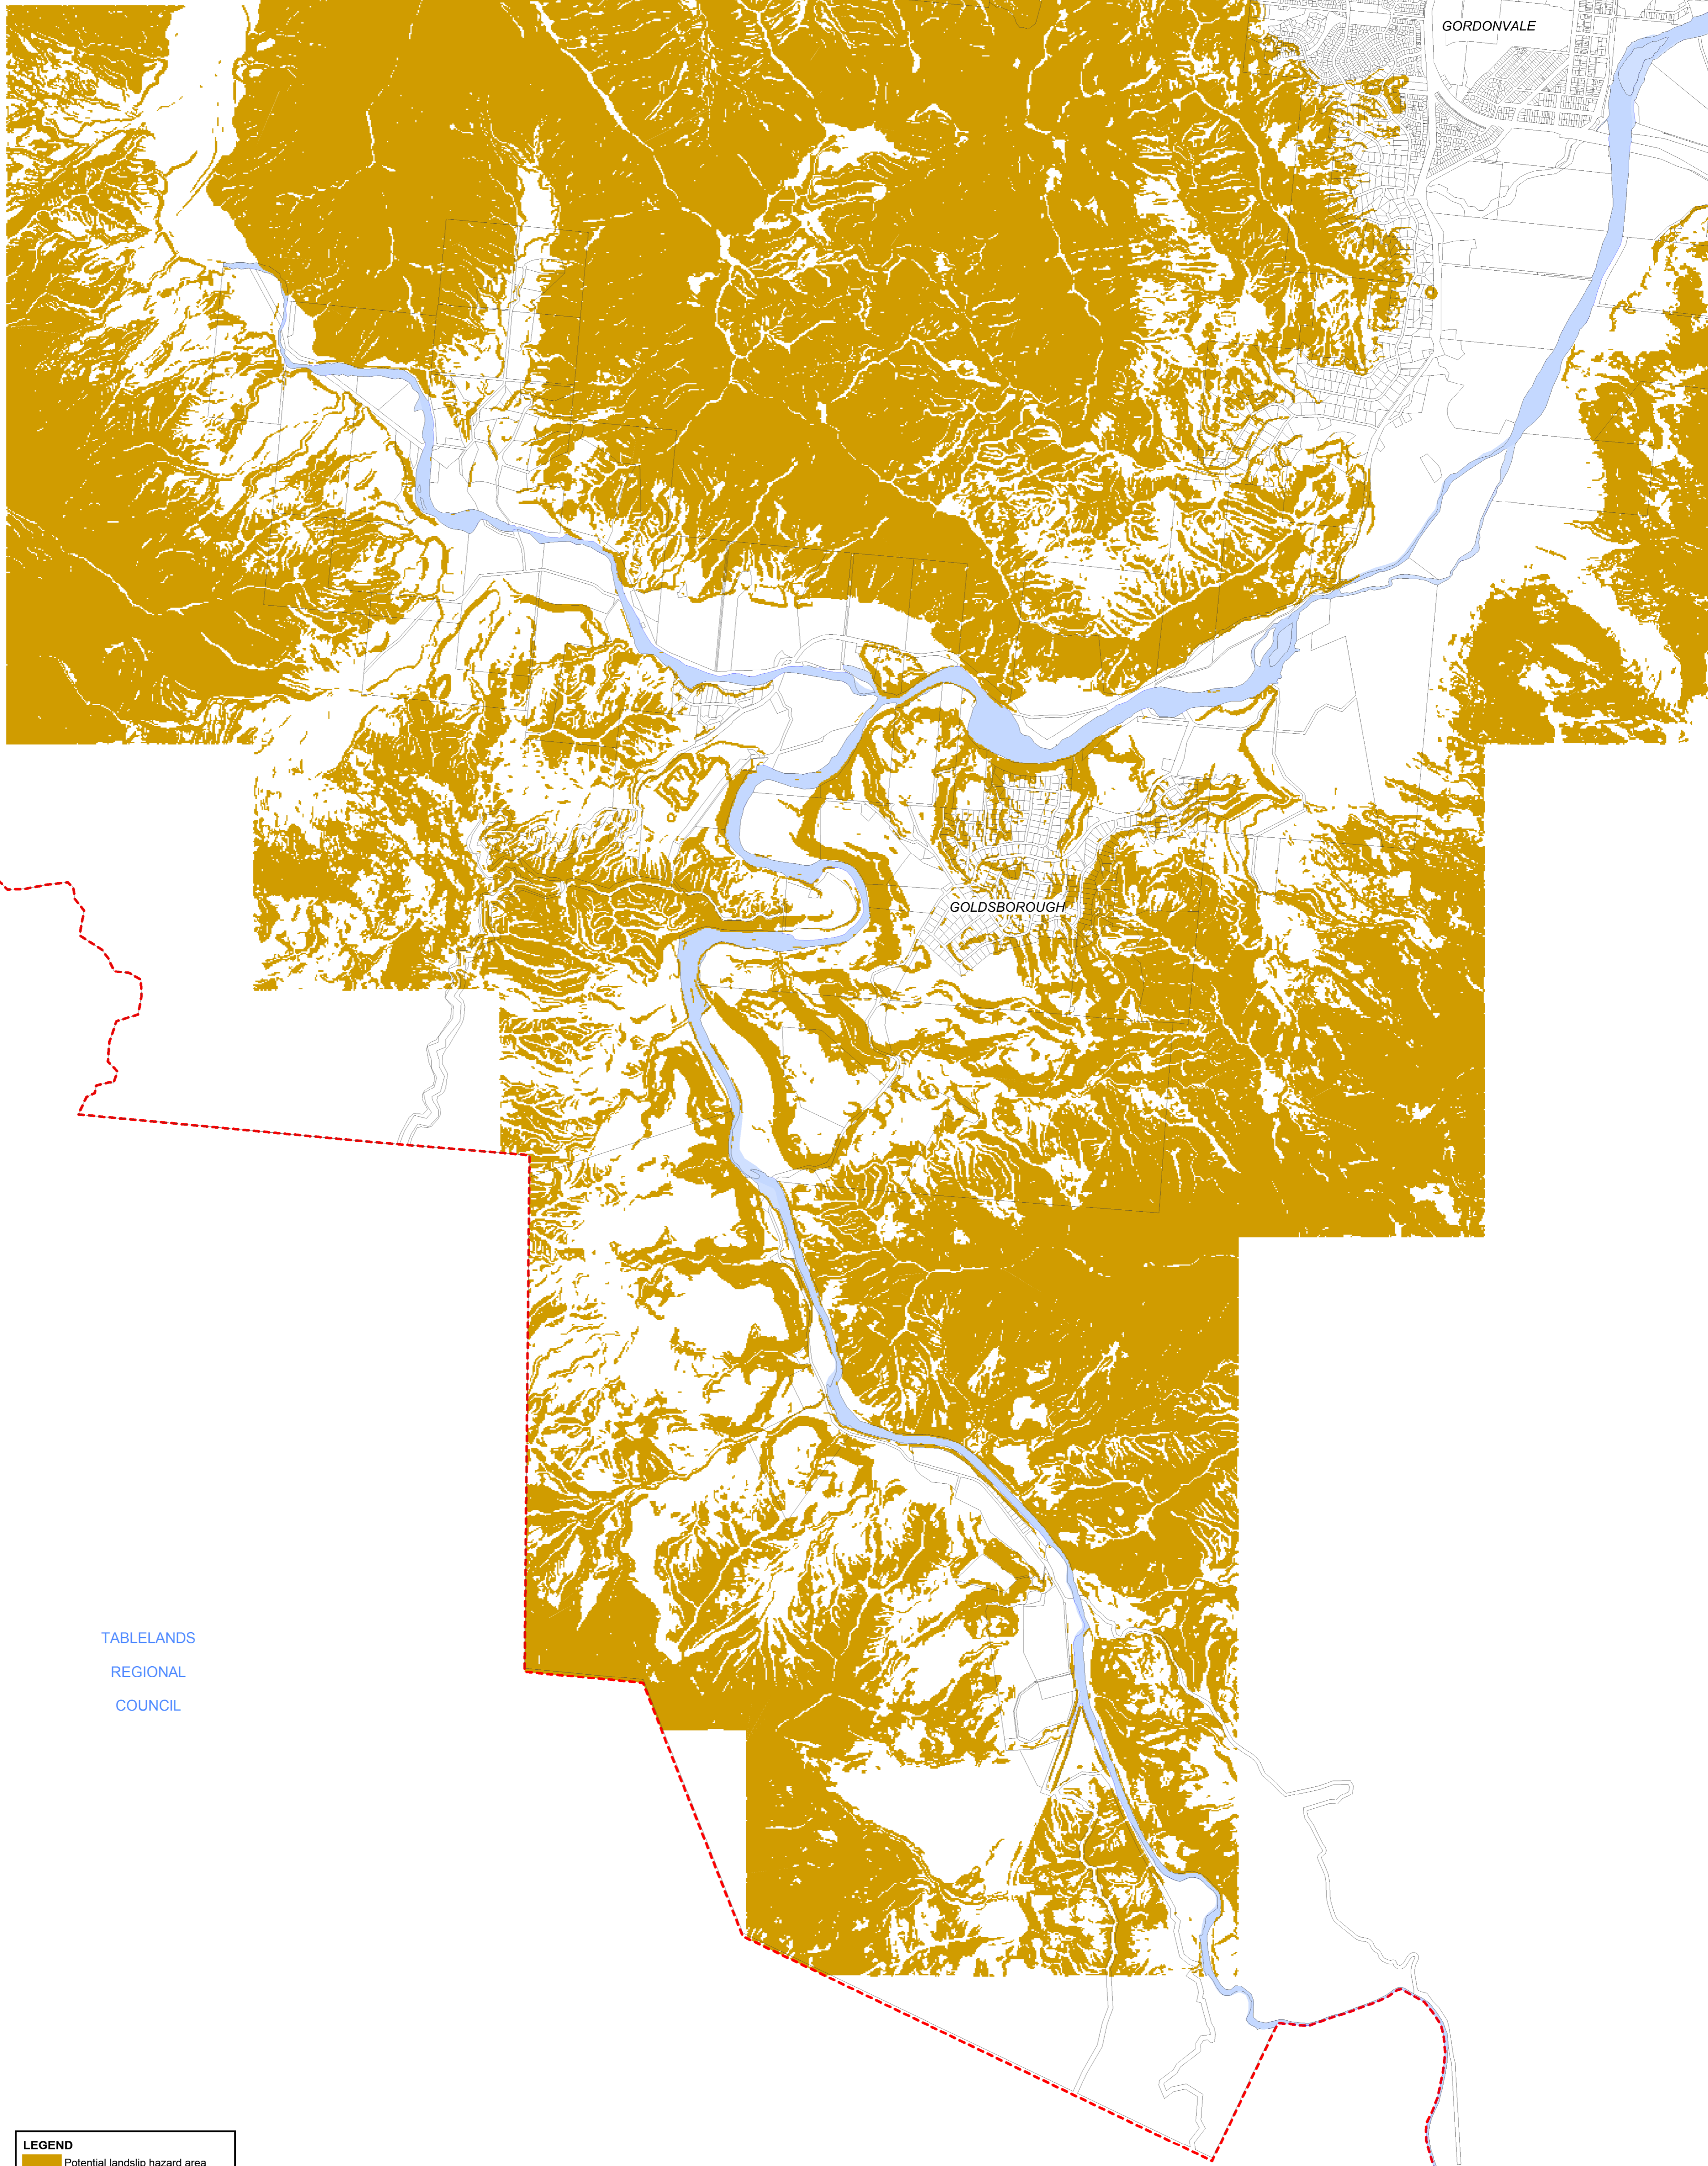 GORDONVALE
GOLDSBOROUGH
TABLELANDS
REGIONAL
COUNCIL
LEGEND
Potential landslip hazard area